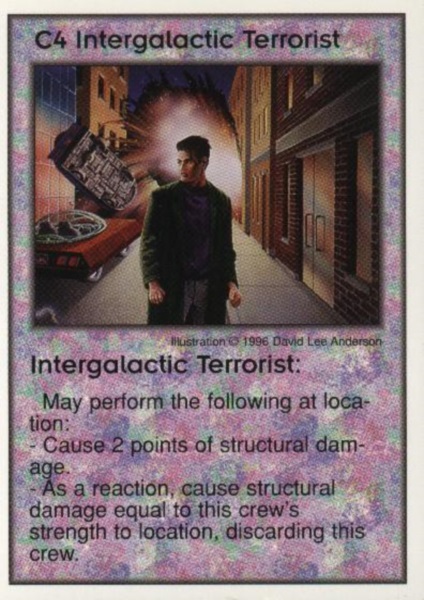 C4 Intergalactic Terrorist
Illustration © 1996 David Lee Anderson
Intergalactic Terrorist:
May perform the following at loca-
tion:
- Cause 2 points of structural dam-
age.
- As a reaction, cause structural
damage equal to this crew's
strength to location, discarding this
crew.